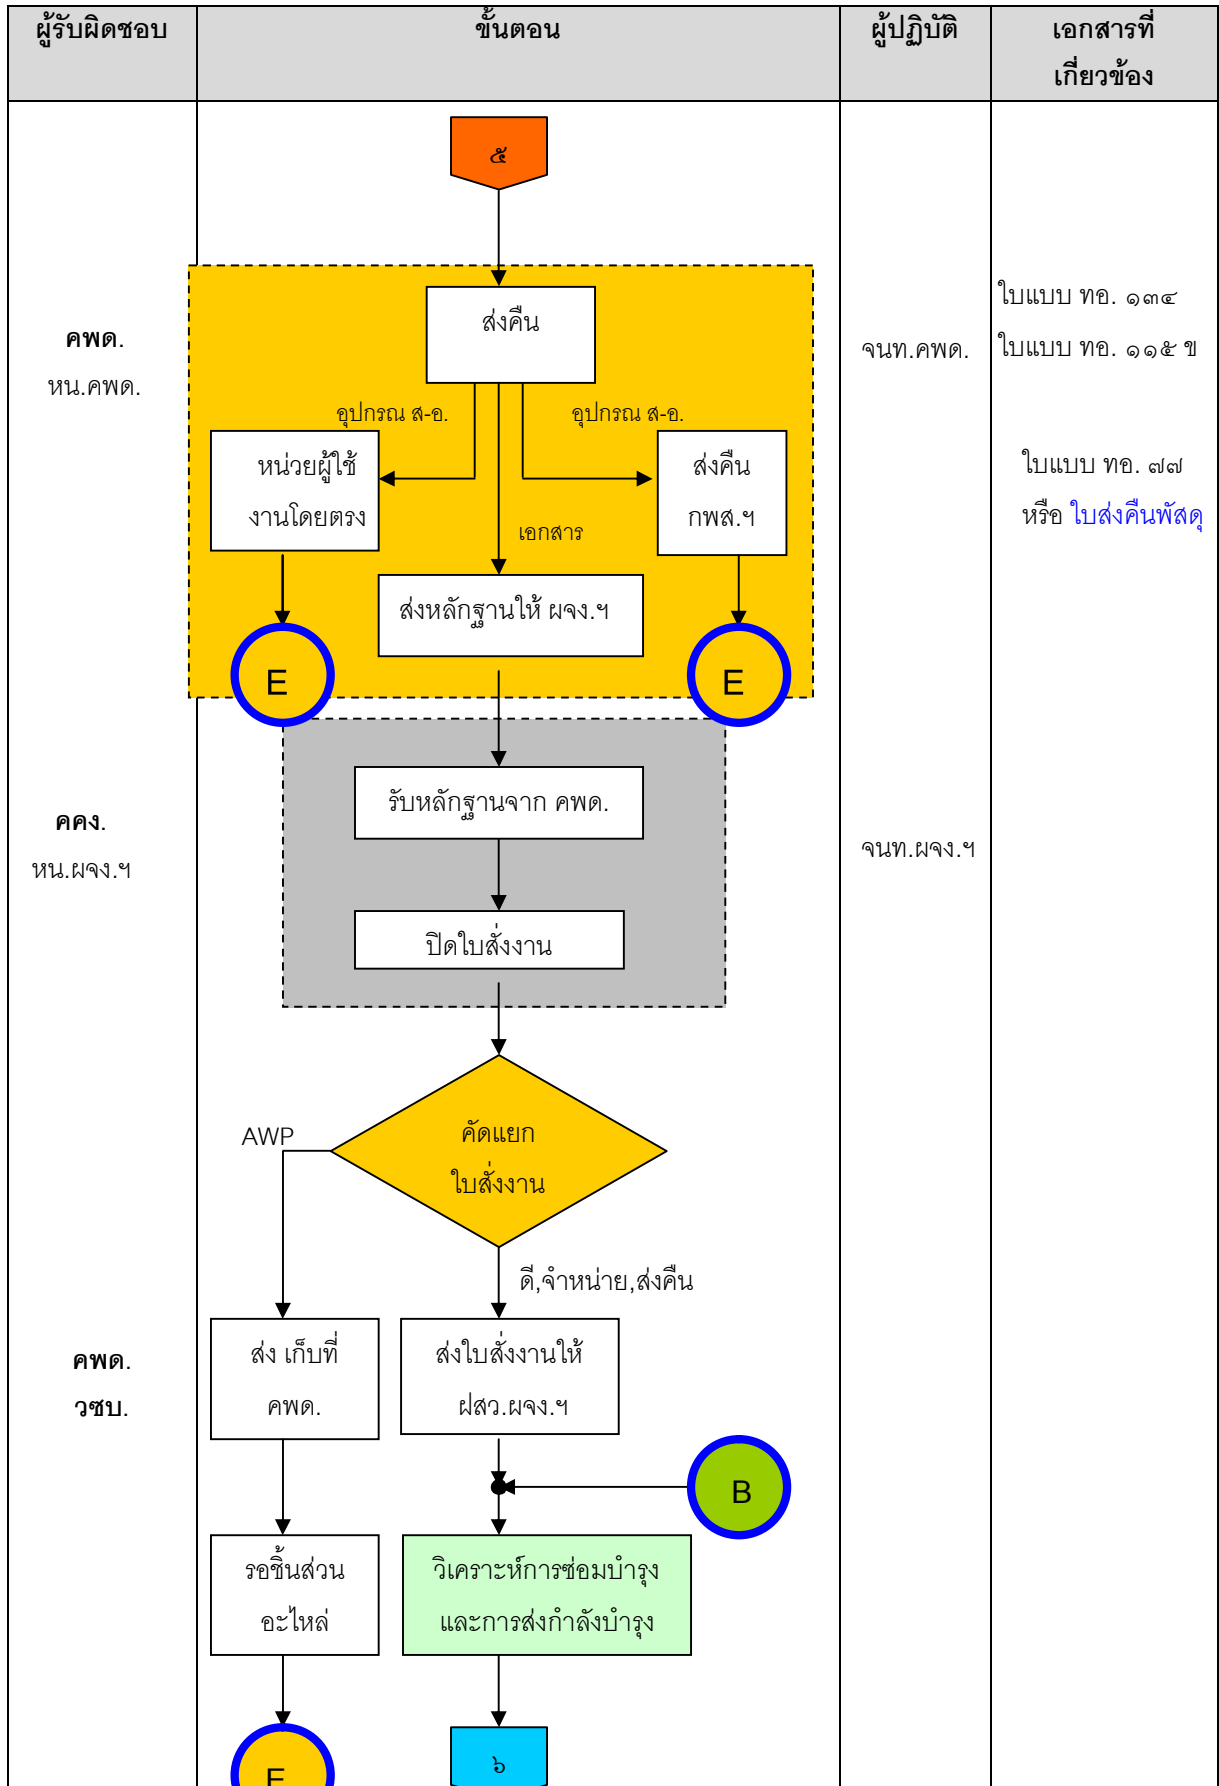 ผู้รับผิดชอบ
ขั้นตอน
ผู้ปฏิบัติ
เอกสารที่
เกี่ยวข้อง
๕
ส่งคืน
คพด.
หน.คพด.
จนท.คพด.
ใบแบบ ทอ. ๑๓๔
ใบแบบ ทอ. ๑๑๕ ข
อุปกรณ ส-อ.
อุปกรณ ส-อ.
หน่วยผู้ใช้
งานโดยตรง
เอกสาร
ส่งคืน
กพส.ฯ
ใบแบบ ทอ. ๗๗
หรือ ใบส่งคืนพัสดุ
ส่งหลักฐานให้ ผจง.ฯ
E
E
รับหลักฐานจาก คพด.
คคง.
หน.ผจง.ฯ
จนท.ผจง.ฯ
ปิดใบสั่งงาน
AWP
คัดแยก
ใบสั่งงาน
ดี,จำหน่าย,ส่งคืน
คพด.
วซบ.
ส่ง เก็บที่
คพด.
ส่งใบสั่งงานให้
ฝสว.ผจง.ฯ
B
รอชิ้นส่วน
อะไหล่
วิเคราะห์การซ่อมบำรุง
และการส่งกำลังบำรุง
๖